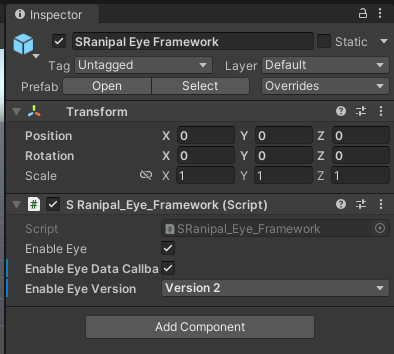 Inspector
SRanipal Eye Framework Static
Tag Untagged Layer Default
Prefab Open Select Overrides
Transform
Position X 0 Y 0 Z 0
Rotation X 0 Y 0 Z 0
Scale X 1 Y 1 Z 1
# S Ranipal_Eye_Framework (Script)
Script # SRanipal_Eye_Framework
Enable Eye
Enable Eye Data Callba
Enable Eye Version Version 2
Add Component